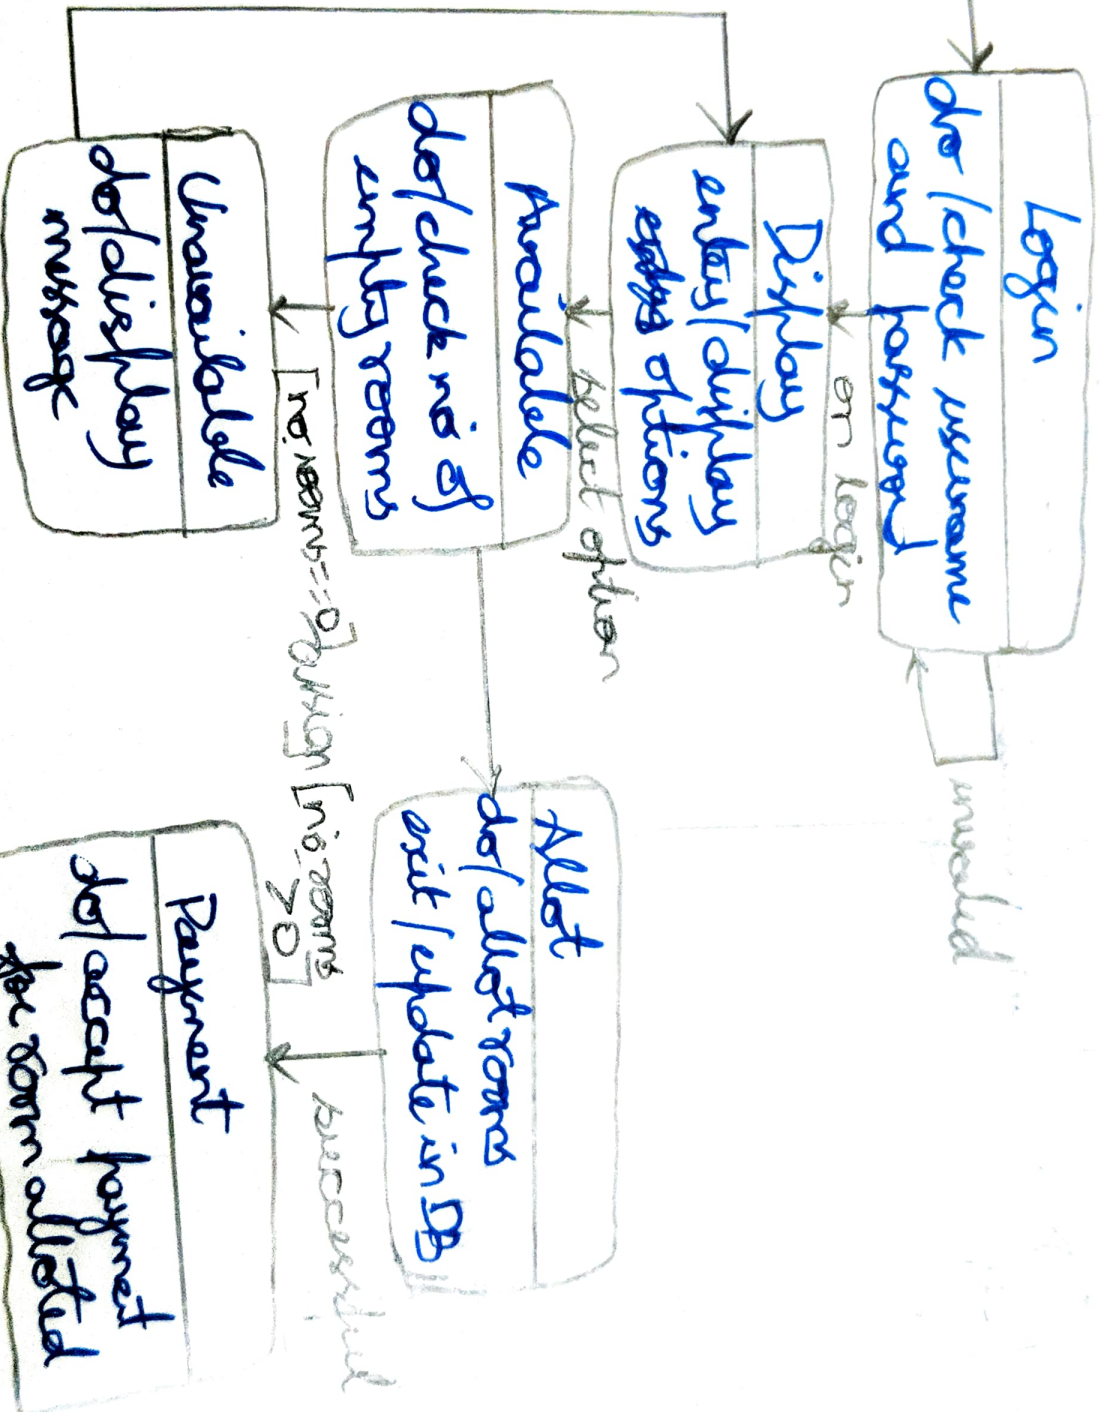 Login
do/check username
and password
invalid
on login
Display
entry/display
options
select option
Available
do/check no of
empty rooms
[no. rooms==0]
assign [no. rooms
>0]
Unavailable
do/display
message
Allot
do/allot rooms
exit/update in DB
successful
Payment
do/accept payment
for room alloted